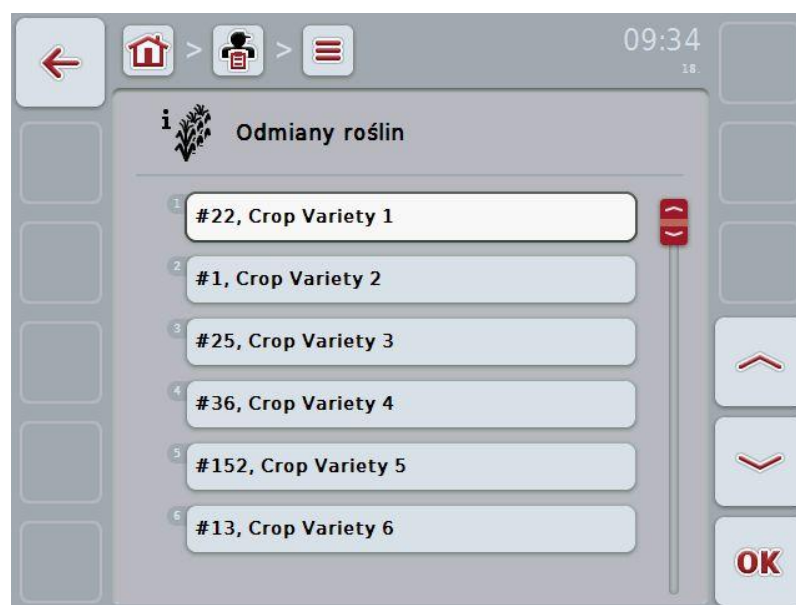 > >
09:34
18.
i Odmiany roślin
1 #22, Crop Variety 1
2 #1, Crop Variety 2
3 #25, Crop Variety 3
4 #36, Crop Variety 4
5 #152, Crop Variety 5
6 #13, Crop Variety 6
OK